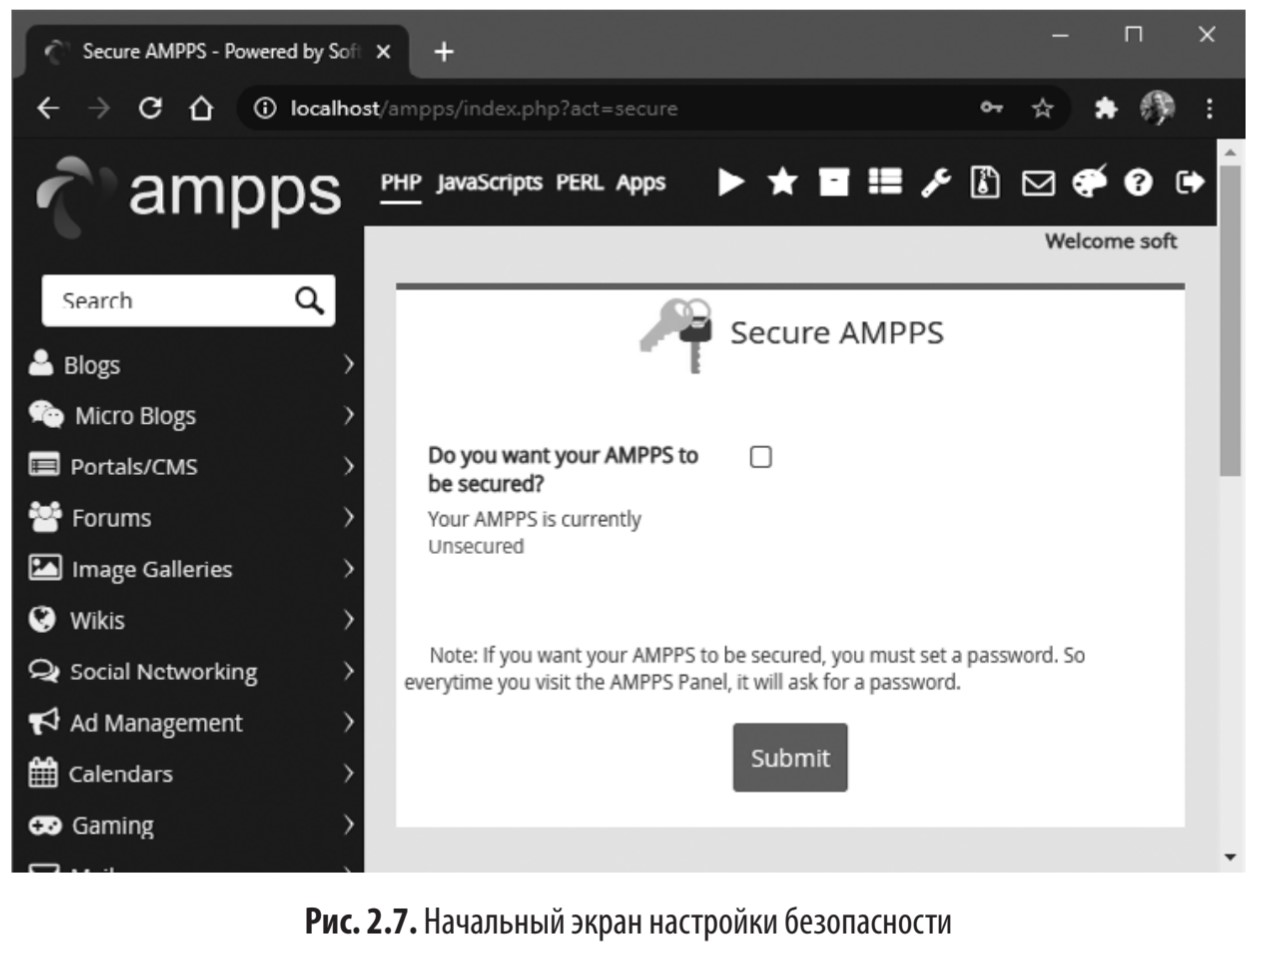 Secure AMPPS - Powered by Soft
localhost/ampps/index.php?act=secure
ampps
PHP JavaScripts PERL Apps
Welcome soft
Search
Blogs
Micro Blogs
Portals/CMS
Forums
Image Galleries
Wikis
Social Networking
Ad Management
Calendars
Gaming
Secure AMPPS
Do you want your AMPPS to
be secured?
Your AMPPS is currently
Unsecured
Note: If you want your AMPPS to be secured, you must set a password. So
everytime you visit the AMPPS Panel, it will ask for a password.
Submit
Рис. 2.7. Начальный экран настройки безопасности